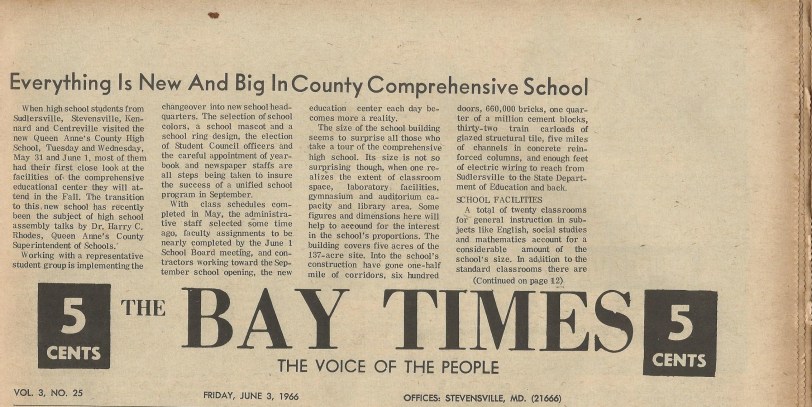 Everything Is New And Big In County Comprehensive School
When high school students from
Sudlersville, Stevensville, Ken-
nard and Centreville visited the
new Queen Anne's County High
School, Tuesday and Wednesday,
May 31 and June 1, most of them
had their first close look at the
facilities of the comprehensive
educational center they will at-
tend in the Fall. The transition
to this new school has recently
been the subject of high school
assembly talks by Dr. Harry C.
Rhodes, Queen Anne's County
Superintendent of Schools.
Working with a representative
student group is implementing the
changeover into new school head-
quarters. The selection of school
colors, a school mascot and a
school ring design, the election
of Student Council officers and
the careful appointment of year-
book and newspaper staffs are
all steps being taken to insure
the success of a unified school
program in September.
With class schedules com-
pleted in May, the administra-
tive staff selected some time
ago, faculty assignments to be
nearly completed by the June 1
School Board meeting, and con-
tractors working toward the Sep-
tember school opening, the new
education center each day be-
comes more a reality.
The size of the school building
seems to surprise all those who
take a tour of the comprehensive
high school. Its size is not so
surprising though, when one re-
alizes the extent of classroom
space, laboratory facilities,
gymnasium and auditorium ca-
pacity and library area. Some
figures and dimensions here will
help to account for the interest
in the school's proportions. The
building covers five acres of the
137-acre site. Into the school's
construction have gone one-half
mile of corridors, six hundred
doors, 660,000 bricks, one quar-
ter of a million cement blocks,
thirty-two train carloads of
glazed structural tile, five miles
of channels in concrete rein-
forced columns, and enough feet
of electric wiring to reach from
Sudlersville to the State Depart-
ment of Education and back.
SCHOOL FACILITIES
A total of twenty classrooms
for general instruction in sub-
jects like English, social studies
and mathematics account for a
considerable amount of the
school's size. In addition to the
standard classrooms there are
(Continued on page 12)
5
CENTS
THE BAY TIMES
5
CENTS
THE VOICE OF THE PEOPLE
VOL. 3, NO. 25
FRIDAY, JUNE 3, 1966
OFFICES: STEVENSVILLE, MD. (21666)